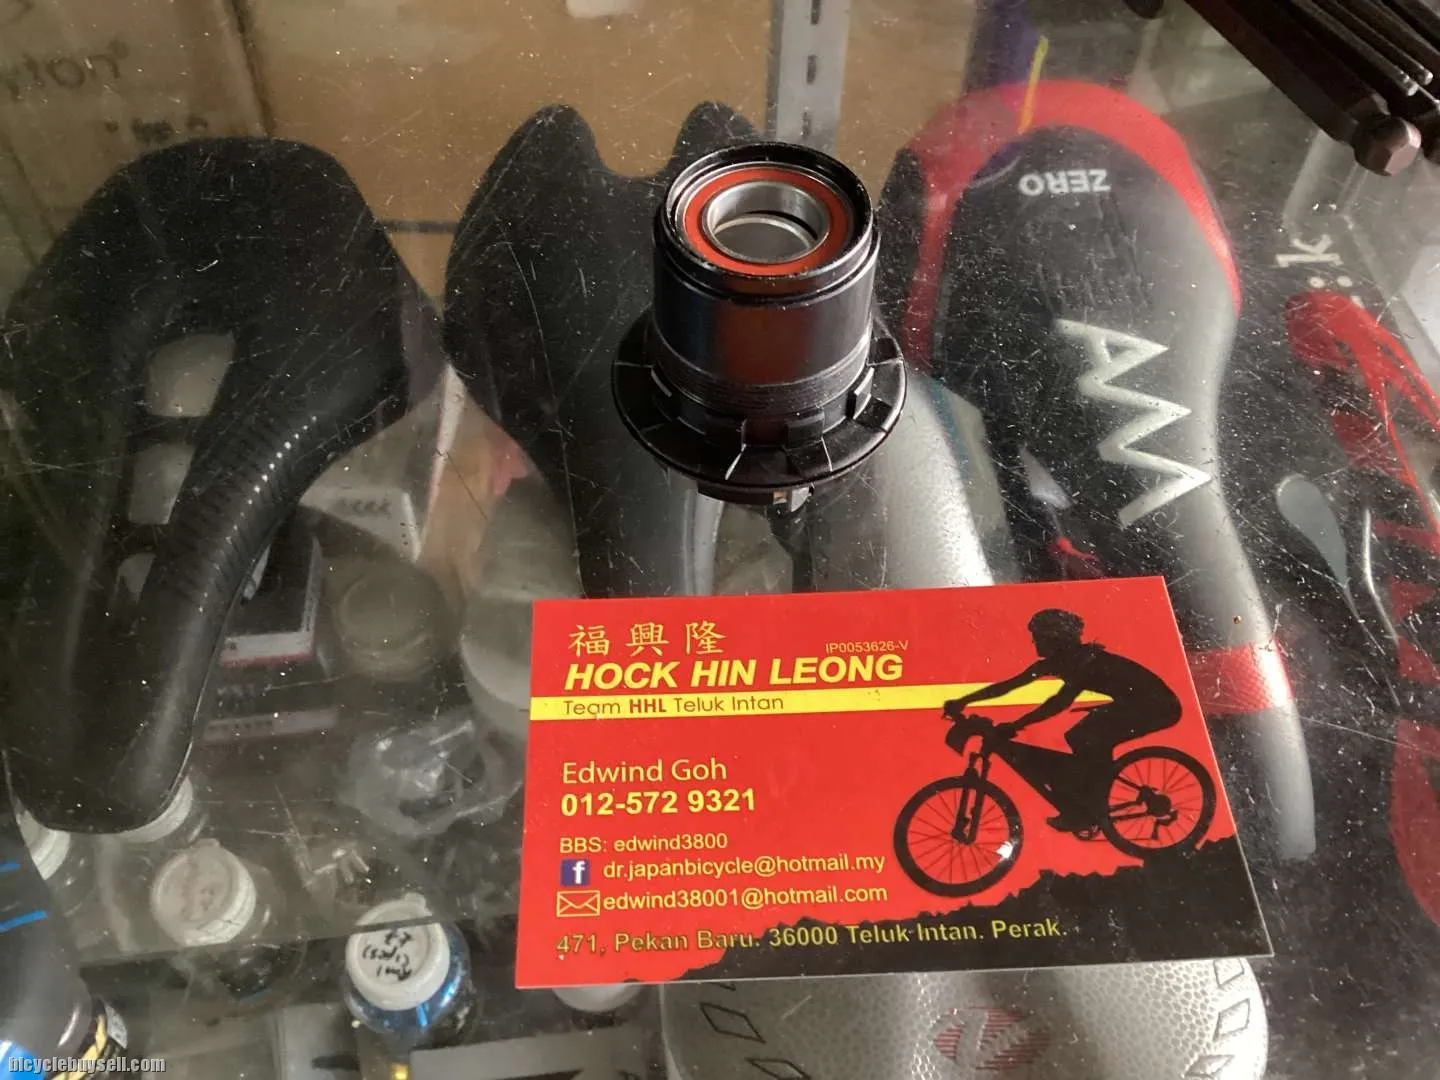 ZERO
福興隆
IP0053626-V
HOCK HIN LEONG
Team HHL Teluk Intan
Edwind Goh
012-572 9321
BBS: edwind3800
f dr.japanbicycle@hotmail.my
edwind38001@hotmail.com
471, Pekan Baru. 36000 Teluk Intan. Perak.
bicyclebuysell.com